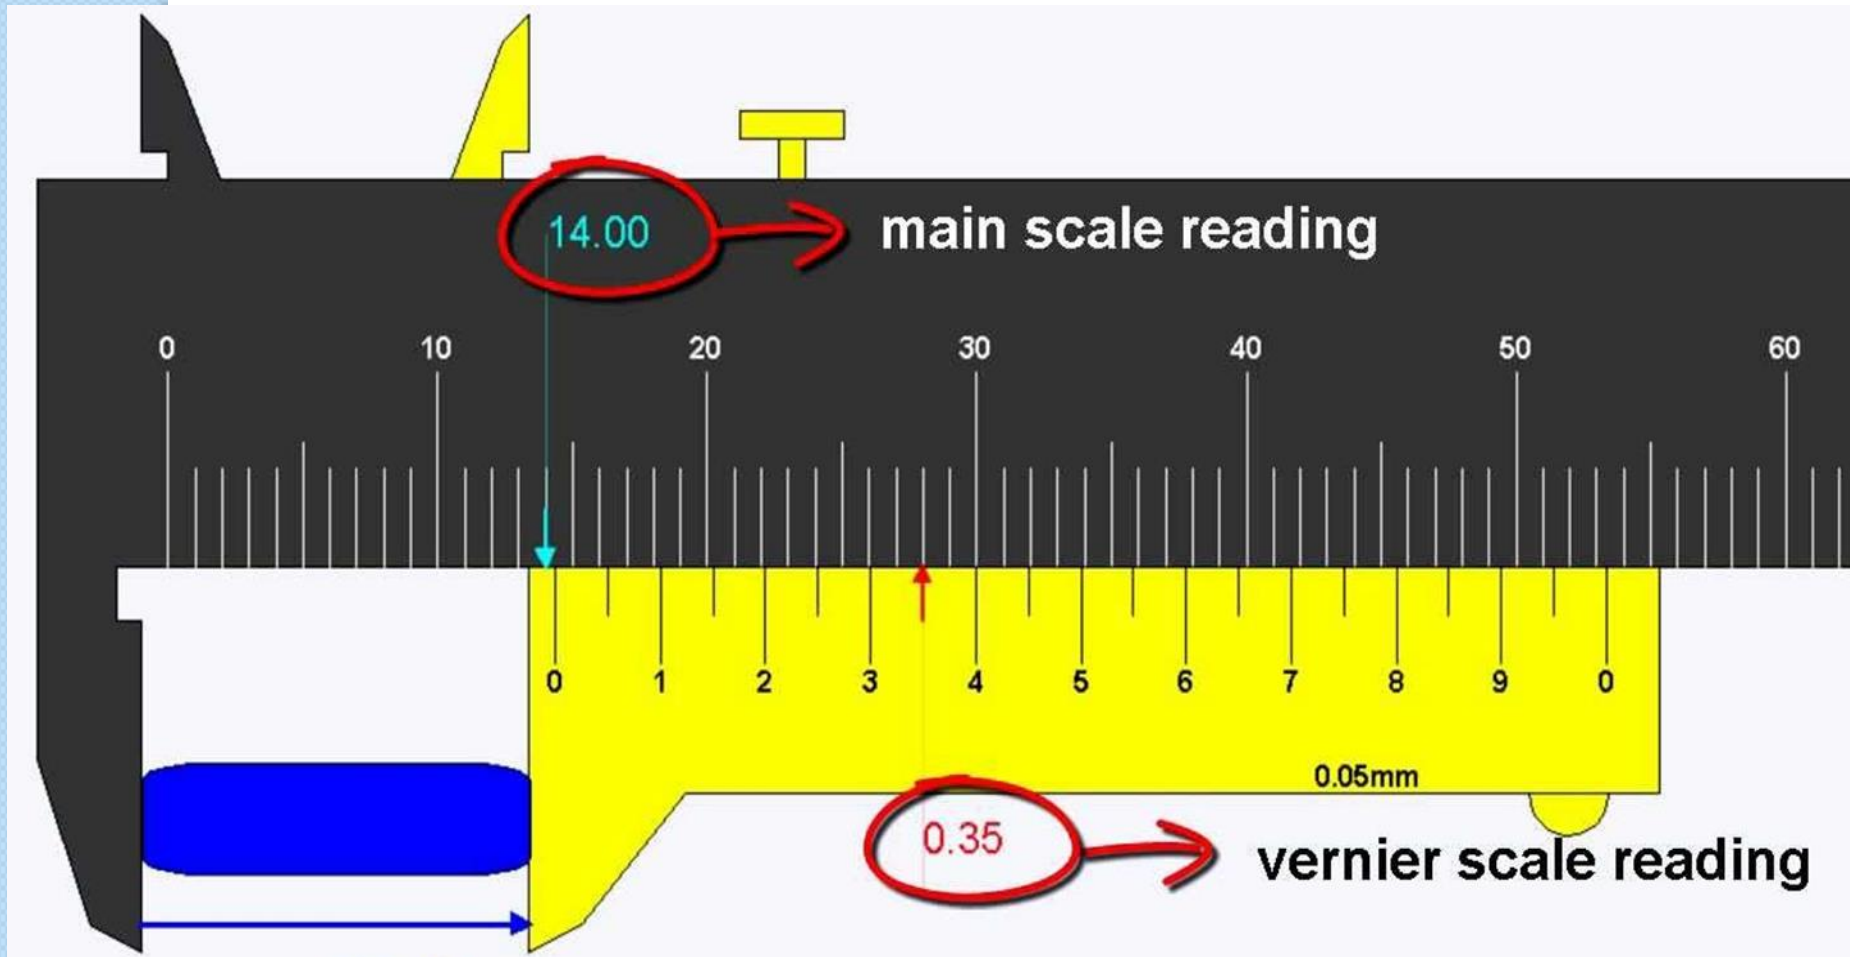 14.00 main scale reading
0 10 20 30 40 50 60
0 1 2 3 4 5 6 7 8 9 0
0.05mm
0.35 vernier scale reading